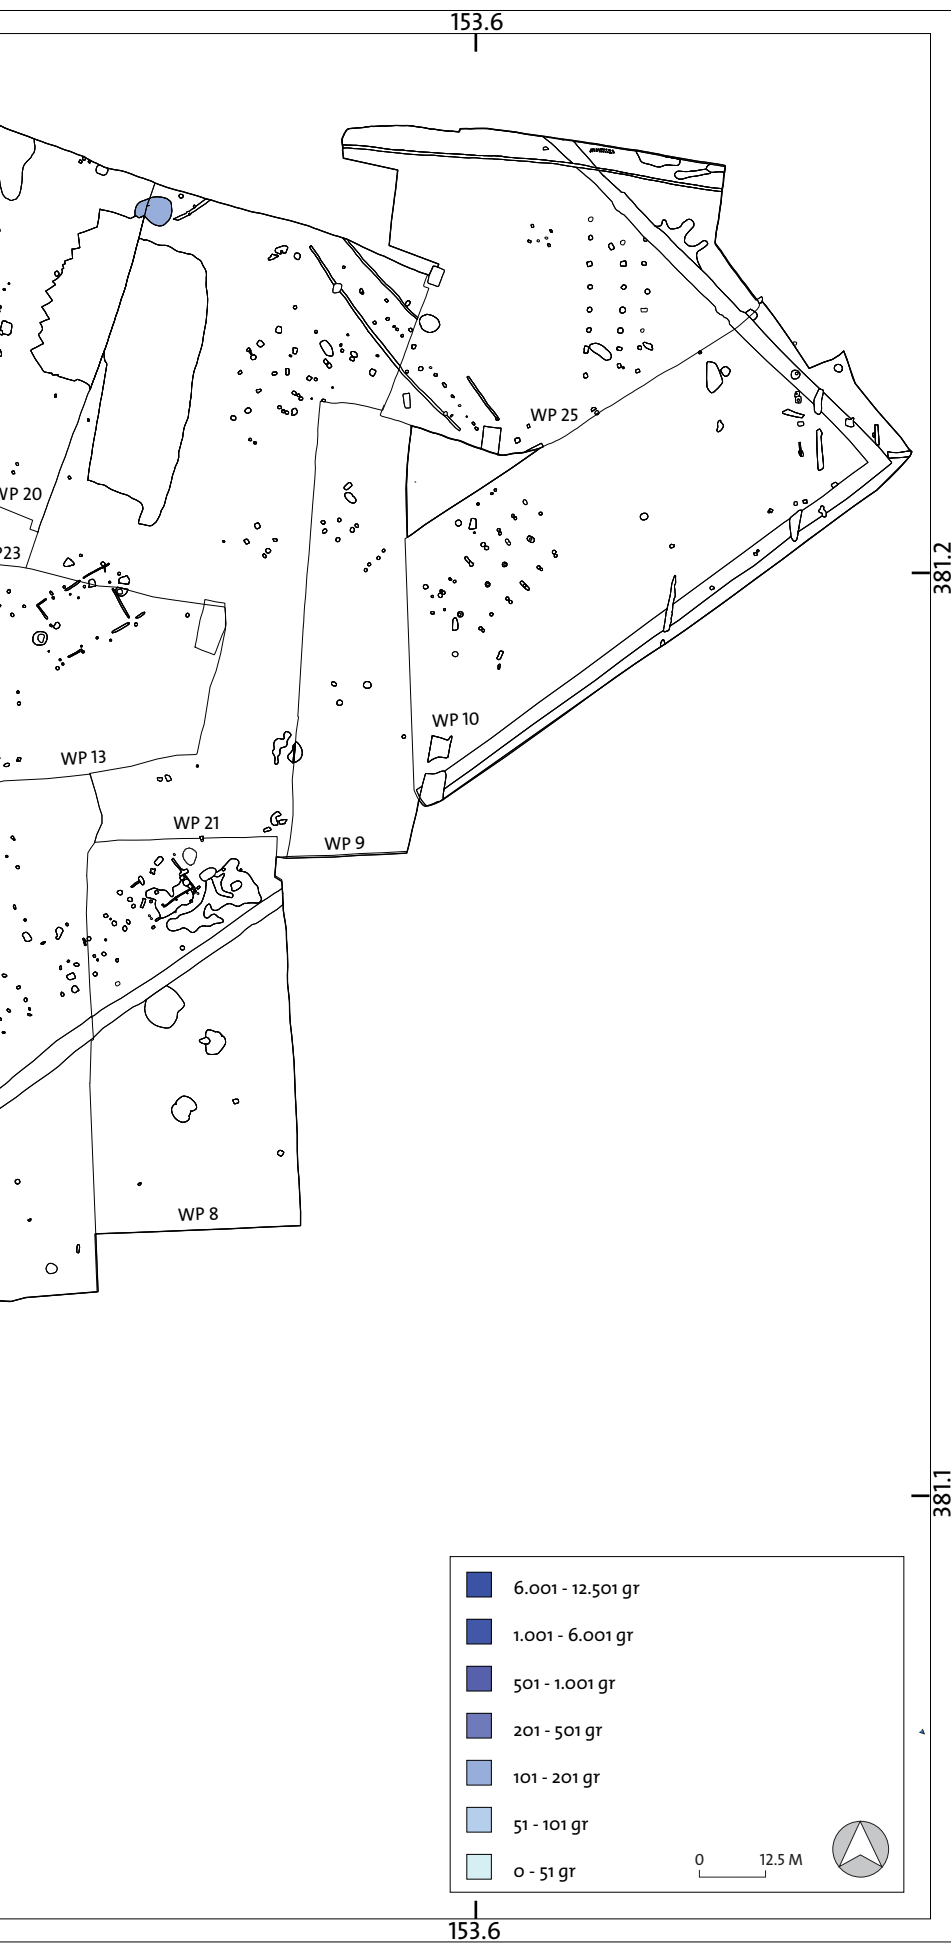 153.6
WP 25
WP 20
P23
381.2
WP 10
WP 13
WP 21
WP 9
WP 8
381.1
6.001 - 12.501 gr
1.001 - 6.001 gr
501 - 1.001 gr
201 - 501 gr
101 - 201 gr
51 - 101 gr
0 - 51 gr
0 12.5 M
153.6